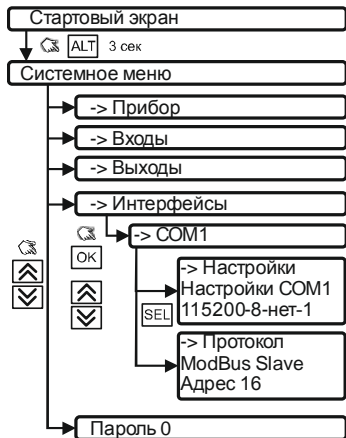 Стартовый экран
ALT 3 сек
Системное меню
-> Прибор
-> Входы
-> Выходы
-> Интерфейсы
-> COM1
OK
-> Настройки
Настройки COM1
115200-8-нет-1
SEL
-> Протокол
ModBus Slave
Адрес 16
Пароль 0